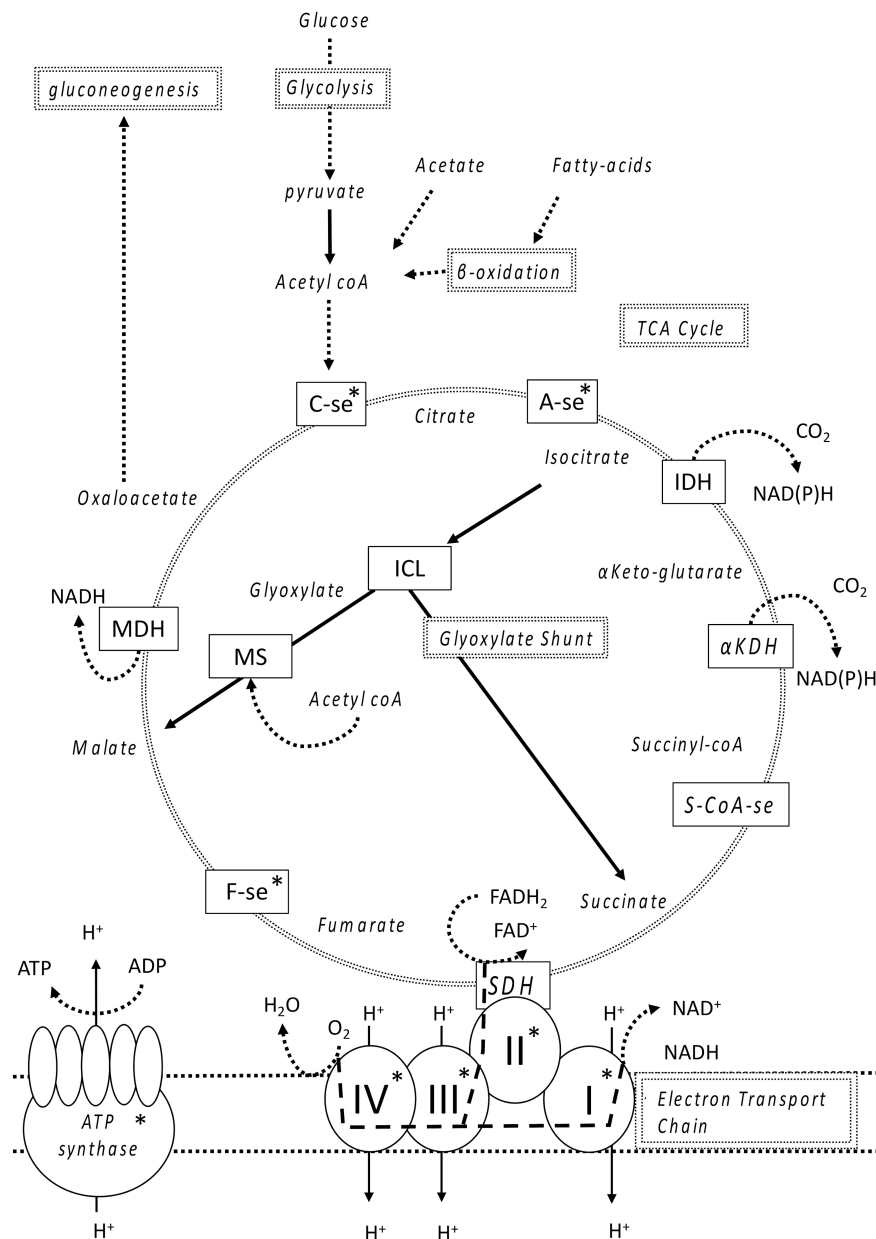 Glucose
gluconeogenesis
Glycolysis
pyruvate
Acetate
Fatty-acids
Acetyl coA
β-oxidation
TCA Cycle
C-se*
Citrate
A-se*
Isocitrate
IDH
CO₂
NAD(P)H
Oxaloacetate
ICL
Glyoxylate
αKeto-glutarate
CO₂
NADH
MDH
MS
Glyoxylate Shunt
αKDH
NAD(P)H
Acetyl coA
Malate
Succinyl-coA
S-CoA-se
F-se*
Fumarate
FADH₂
FAD⁺
Succinate
SDH
H⁺
ATP
ADP
H₂O
O₂
H⁺
H⁺
H⁺
NAD⁺
NADH
II*
IV*
III*
I*
ATP
synthase *
Electron Transport
Chain
H⁺
H⁺
H⁺
H⁺